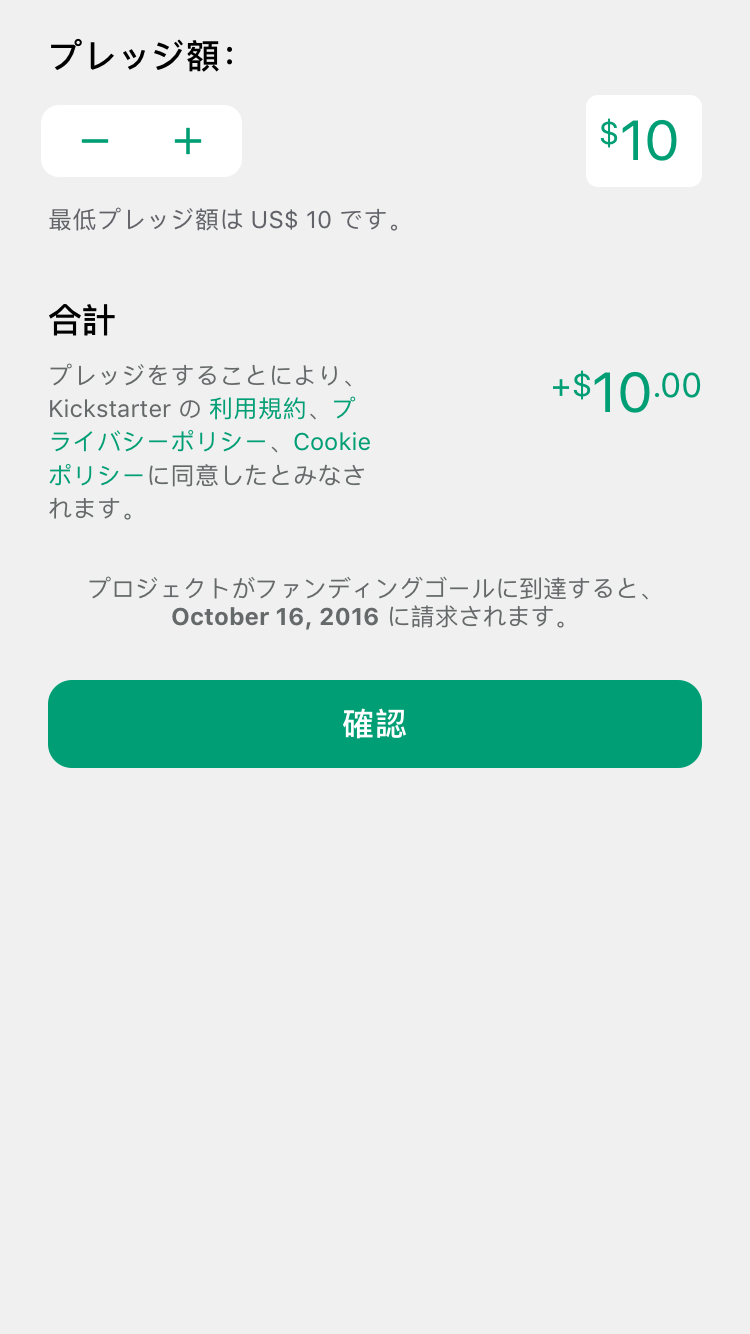 プレッジ額：
− +
$10
最低プレッジ額は US$ 10 です。
合計
+$10.00
プレッジをすることにより、
Kickstarter の 利用規約、プ
ライバシーポリシー、Cookie
ポリシーに同意したとみなさ
れます。
プロジェクトがファンディングゴールに到達すると、
October 16, 2016 に請求されます。
確認